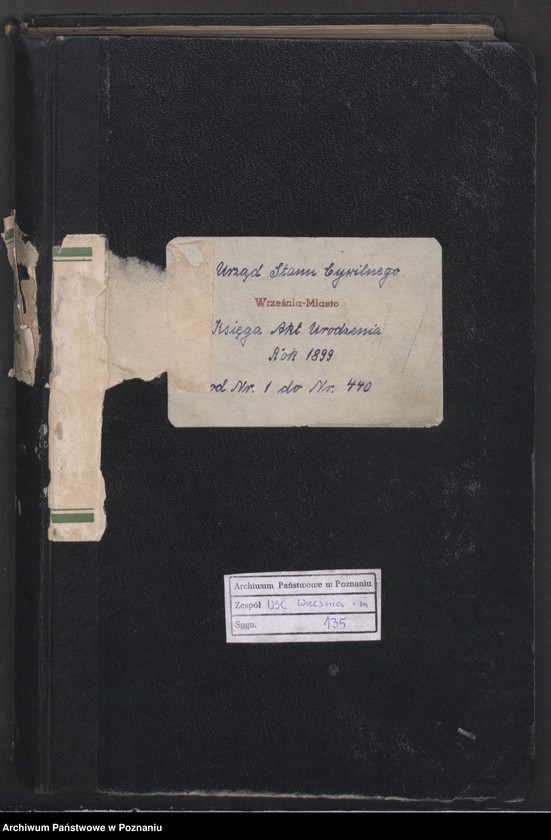 Urząd Stanu Cywilnego
Września-Miasto
Księga Akt Urodzenia
Rok 1899
od Nr. 1 do Nr. 440
Archiwum Państwowe w Poznaniu
Zespół USC Września - m
Sygn. 135
Archiwum Państwowe w Poznaniu